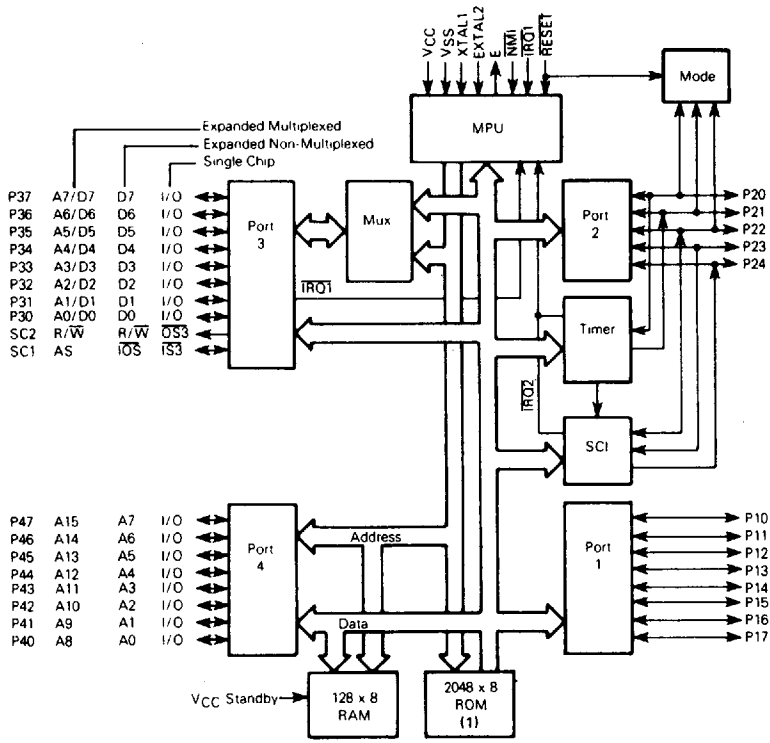 VCC
VSS
XTAL1
EXTAL2
E
NMI
IRQ1
RESET
Mode
MPU
Expanded Multiplexed
Expanded Non-Multiplexed
Single Chip
P37 A7/D7 D7 I/O
P36 A6/D6 D6 I/O
P35 A5/D5 D5 I/O
P34 A4/D4 D4 I/O
P33 A3/D3 D3 I/O
P32 A2/D2 D2 I/O
P31 A1/D1 D1 I/O
P30 A0/D0 D0 I/O
SC2 R/W R/W OS3
SC1 AS IOS IS3
Port
3
Mux
IRQ1
Port
2
P20
P21
P22
P23
P24
Timer
IRQ2
SCI
P47 A15 A7 I/O
P46 A14 A6 I/O
P45 A13 A5 I/O
P44 A12 A4 I/O
P43 A11 A3 I/O
P42 A10 A2 I/O
P41 A9 A1 I/O
P40 A8 A0 I/O
Port
4
Address
Data
Port
1
P10
P11
P12
P13
P14
P15
P16
P17
VCC Standby
128 x 8
RAM
2048 x 8
ROM
(1)